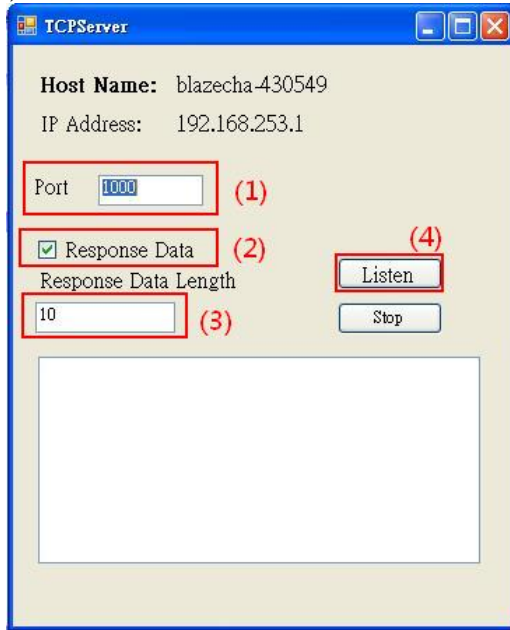 TCPServer
Host Name: blazecha-430549
IP Address: 192.168.253.1
Port 1000 (1)
Response Data (2)
(4)
Response Data Length
Listen
10 (3)
Stop